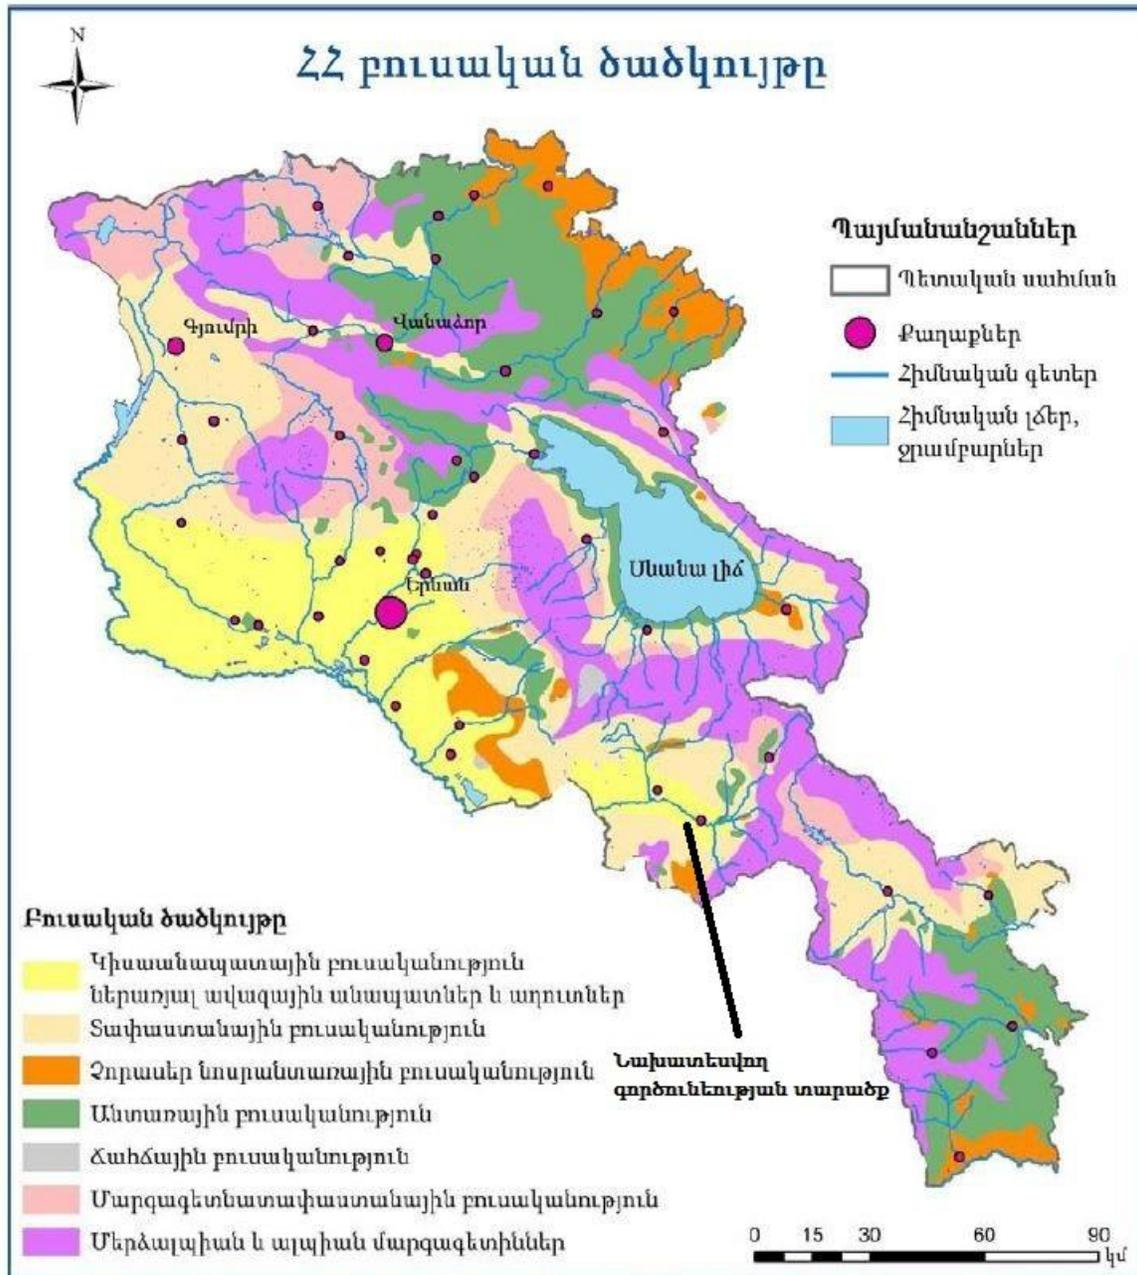 N
ՀՀ բուսական ծածկույթը
Պայմանանշաններ
Պետական սահման
Քաղաքներ
Հիմնական գետեր
Հիմնական լճեր,
ջրամբարներ
Գյումրի
Վանաձոր
Սևանա լիճ
Երևան
Բուսական ծածկույթը
Կիսաանապատային բուսականություն
ներառյալ ավազային անապատներ և աղուտներ
Տափաստանային բուսականություն
Չորասեր նոսրանտառային բուսականություն
Անտառային բուսականություն
Ճահճային բուսականություն
Մարգագետնատափաստանային բուսականություն
Մերձալպիան և ալպիան մարգագետիններ
Նախատեսվող
գործունեության տարածք
0 15 30 60 90
կմ